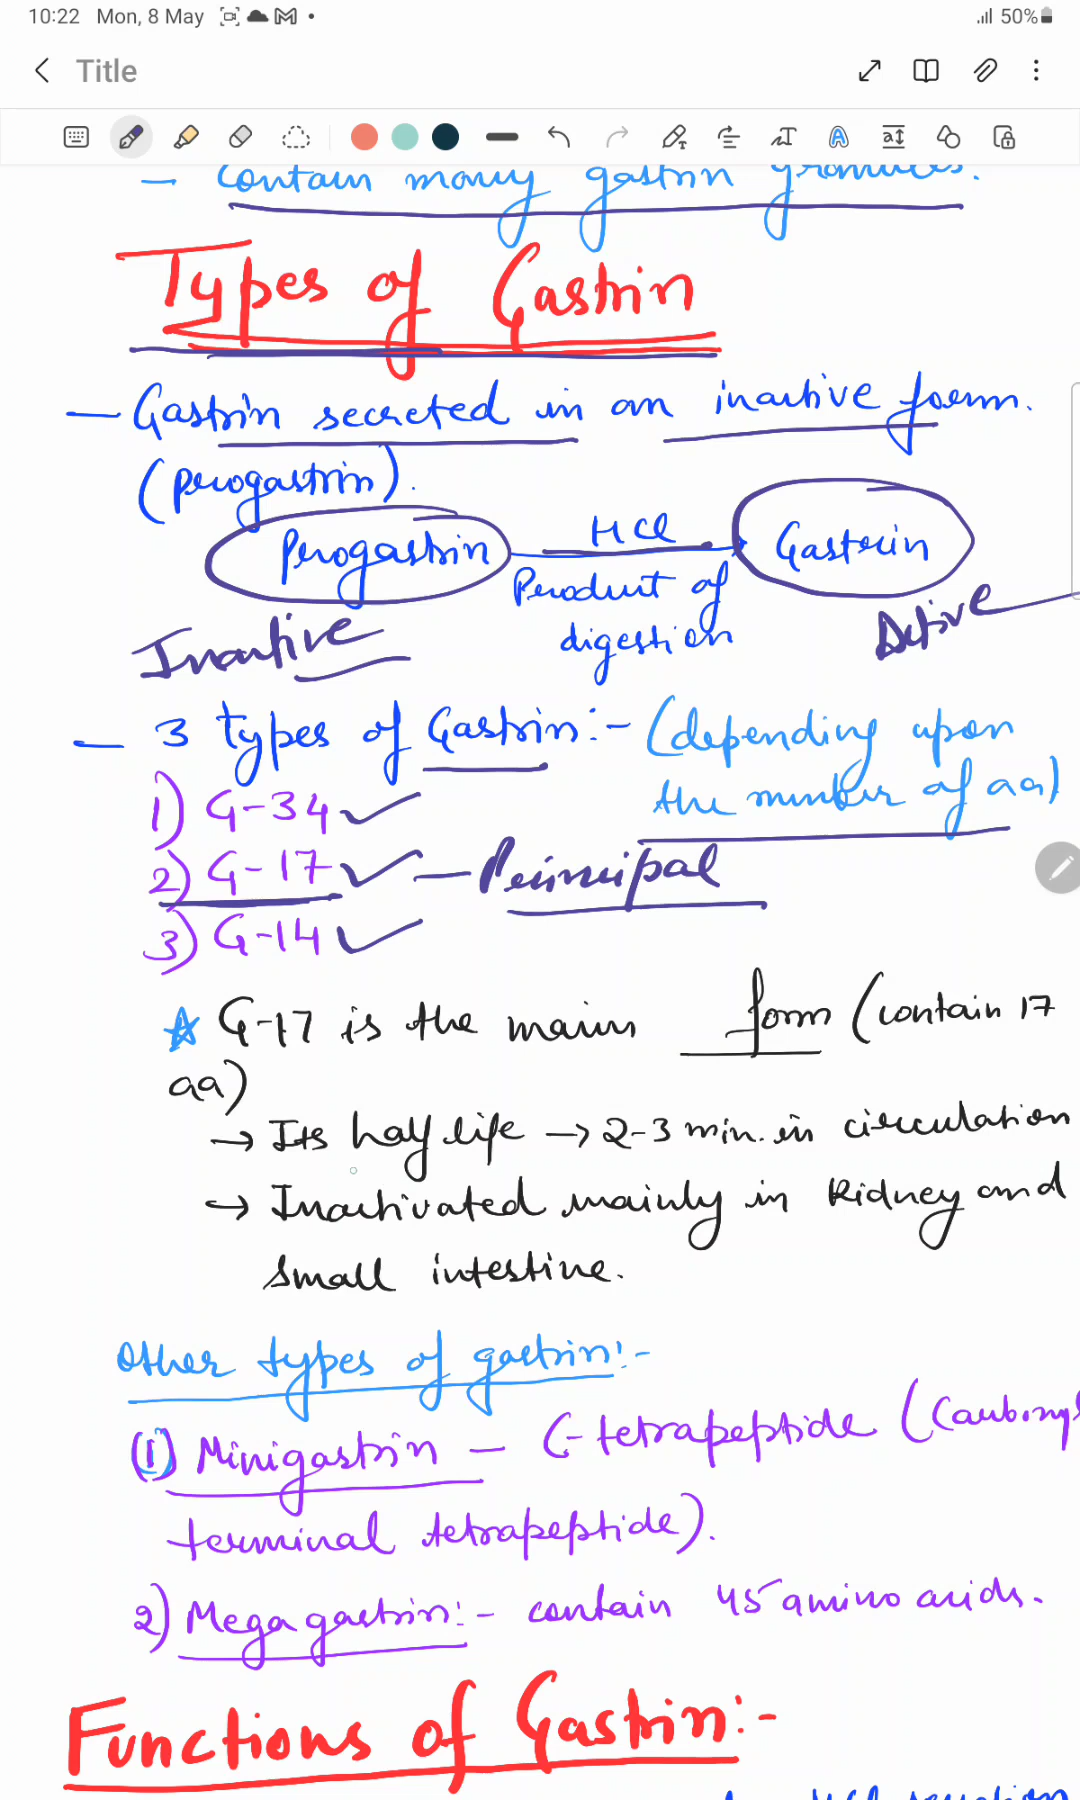 10:22 Mon, 8 May
50%
Title
- Contain many gastrin granules.
Types of Gastrin
- Gastrin secreted in an inactive form.
(Progastrin).
Progastrin HCl Gastrin
Product of
digestion
Inactive Active
- 3 types of Gastrin:- (depending upon
the number of aa)
1) G-34
2) G-17 - Principal
3) G-14
G-17 is the main form (contain 17
aa)
→ Its half life → 2-3 min. in circulation
→ Inactivated mainly in Kidney and
small intestine.
Other types of gastrin:-
(1) Minigastrin - C-tetrapeptide (Carbonyl
terminal tetrapeptide).
2) Mega gastrin:- contain 45 amino acids.
Functions of Gastrin:-